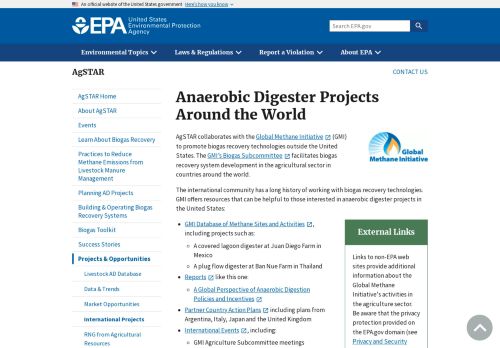 An official website of the United States government Here's how you know
EPA United States
Environmental Protection
Agency
Search EPA.gov
Environmental Topics
Laws & Regulations
Report a Violation
About EPA
AgSTAR
CONTACT US
AgSTAR Home
About AgSTAR
Events
Learn About Biogas Recovery
Practices to Reduce
Methane Emissions from
Livestock Manure
Management
Planning AD Projects
Building & Operating Biogas
Recovery Systems
Biogas Toolkit
Success Stories
Projects & Opportunities
Livestock AD Database
Data & Trends
Market Opportunities
International Projects
RNG from Agricultural
Resources
Anaerobic Digester Projects
Around the World
AgSTAR collaborates with the Global Methane Initiative (GMI)
to promote biogas recovery technologies outside the United
States. The GMI's Biogas Subcommittee facilitates biogas
recovery system development in the agricultural sector in
countries around the world.
Global
Methane Initiative
The international community has a long history of working with biogas recovery technologies.
GMI offers resources that can be helpful to those interested in anaerobic digester projects in
the United States:
GMI Database of Methane Sites and Activities ,
including projects such as:
A covered lagoon digester at Juan Diego Farm in
Mexico
A plug flow digester at Ban Nue Farm in Thailand
Reports like this one:
A Global Perspective of Anaerobic Digestion
Policies and Incentives
Partner Country Action Plans including plans from
Argentina, Italy, Japan and the United Kingdom
International Events , including:
GMI Agriculture Subcommittee meetings
External Links
Links to non-EPA web
sites provide additional
information about the
Global Methane
Initiative's activities in
the agriculture sector.
Be aware that the privacy
protection provided on
the EPA.gov domain (see
Privacy and Security